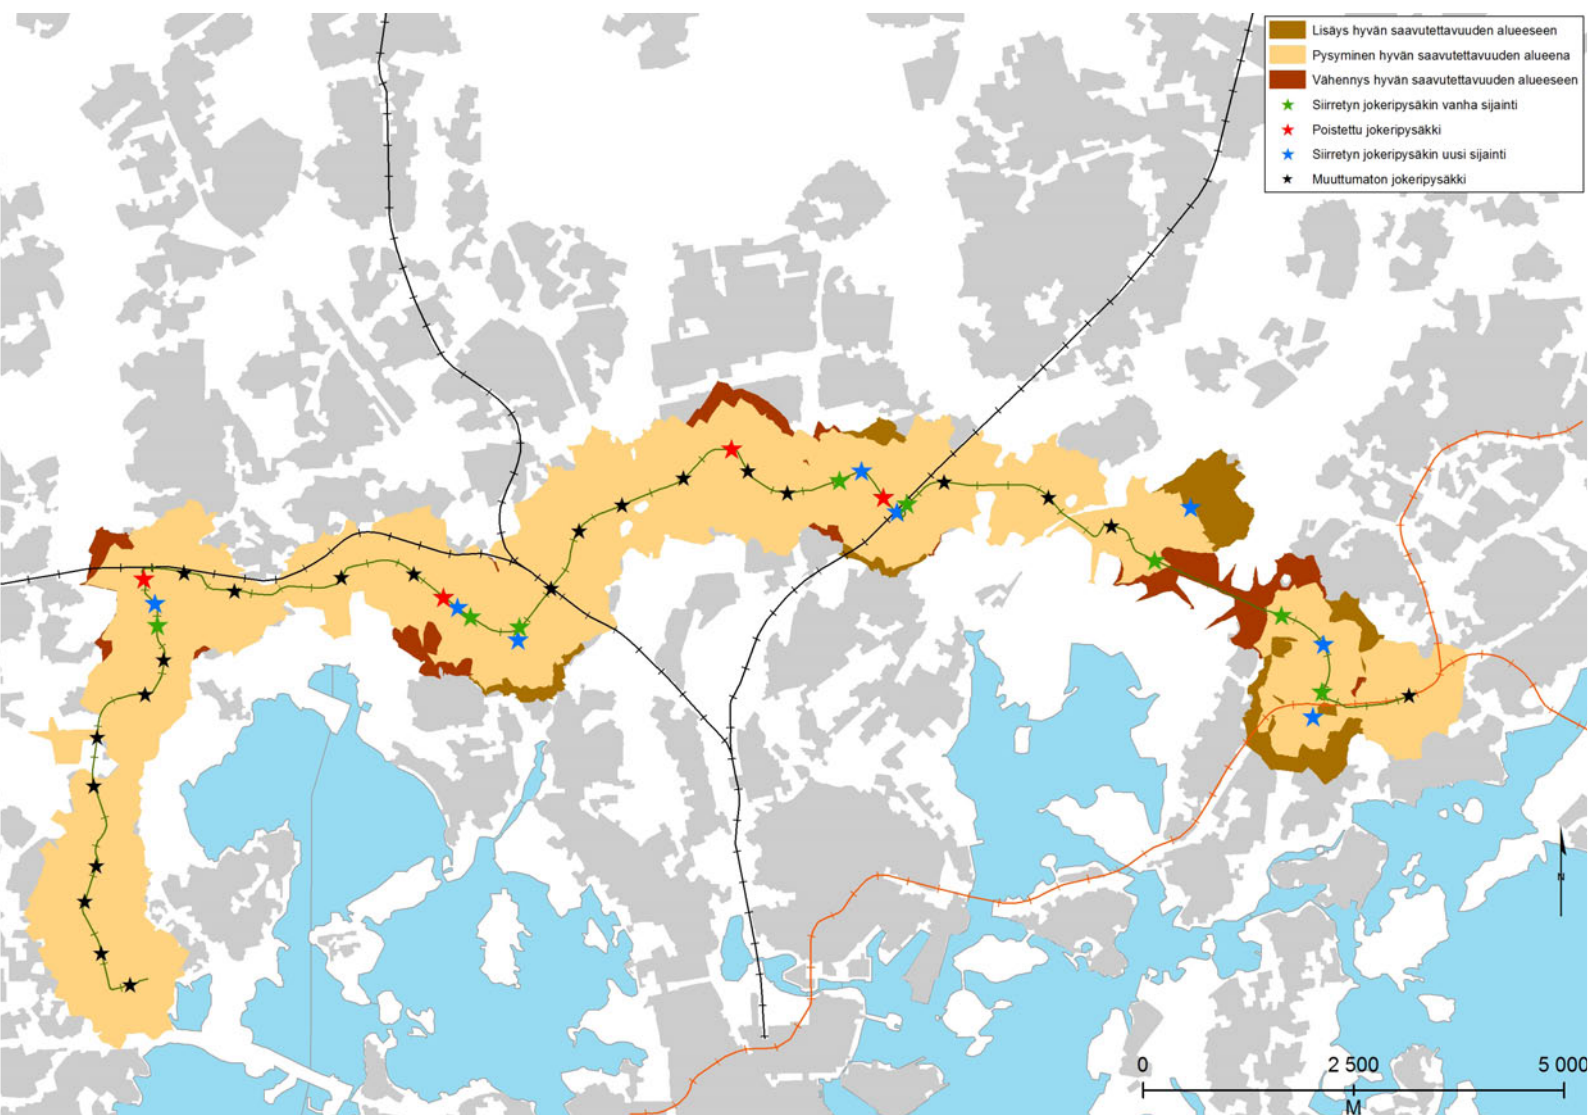 Lisäys hyvän saavutettavuuden alueeseen
Pysyminen hyvän saavutettavuuden alueena
Vähennys hyvän saavutettavuuden alueeseen
Siirretyn jokeripysäkin vanha sijainti
Poistettu jokeripysäkki
Siirretyn jokeripysäkin uusi sijainti
Muuttumaton jokeripysäkki
N
0 2 500 5 000
M